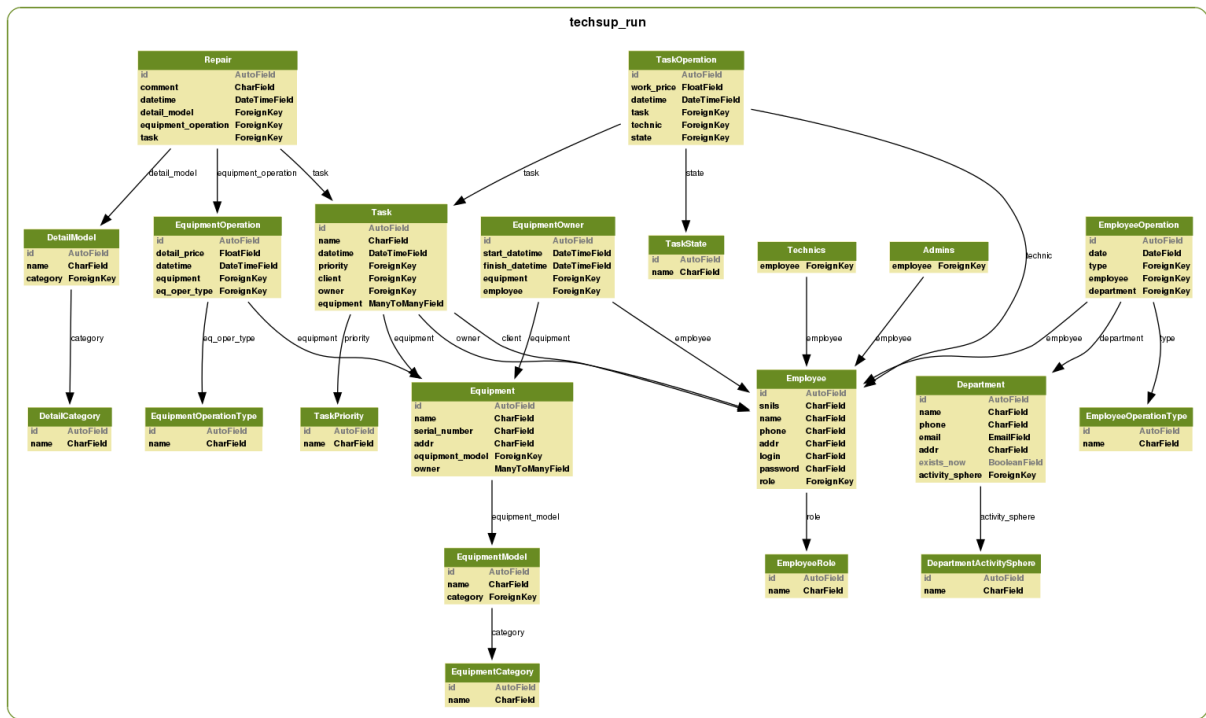 techsup_run
Repair
id AutoField
comment CharField
datetime DateTimeField
detail_model ForeignKey
equipment_operation ForeignKey
task ForeignKey
TaskOperation
id AutoField
work_price FloatField
datetime DateTimeField
task ForeignKey
technic ForeignKey
state ForeignKey
detail_model
equipment_operation
task
task
state
technic
DetailModel
id AutoField
name CharField
category ForeignKey
EquipmentOperation
id AutoField
detail_price FloatField
datetime DateTimeField
equipment ForeignKey
eq_oper_type ForeignKey
Task
id AutoField
name CharField
datetime DateTimeField
priority ForeignKey
client ForeignKey
owner ForeignKey
equipment ManyToManyField
EquipmentOwner
id AutoField
start_datetime DateTimeField
finish_datetime DateTimeField
equipment ForeignKey
employee ForeignKey
TaskState
id AutoField
name CharField
Technics
employee ForeignKey
Admins
employee ForeignKey
EmployeeOperation
id AutoField
date DateField
type ForeignKey
employee ForeignKey
department ForeignKey
category
eq_oper_type
equipment
priority
equipment
owner
client
equipment
employee
employee
employee
employee
department
type
DetailCategory
id AutoField
name CharField
EquipmentOperationType
id AutoField
name CharField
TaskPriority
id AutoField
name CharField
Equipment
id AutoField
name CharField
serial_number CharField
addr CharField
equipment_model ForeignKey
owner ManyToManyField
Employee
id AutoField
snils CharField
name CharField
phone CharField
addr CharField
login CharField
password CharField
role ForeignKey
Department
id AutoField
name CharField
phone CharField
email EmailField
addr CharField
exists_now BooleanField
activity_sphere ForeignKey
EmployeeOperationType
id AutoField
name CharField
equipment_model
role
activity_sphere
EquipmentModel
id AutoField
name CharField
category ForeignKey
EmployeeRole
id AutoField
name CharField
DepartmentActivitySphere
id AutoField
name CharField
category
EquipmentCategory
id AutoField
name CharField